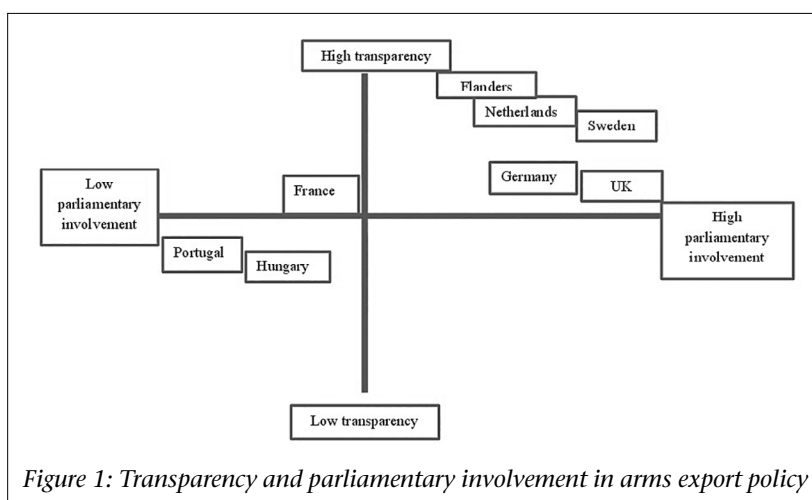 High transparency
Flanders
Netherlands
Sweden
Low
parliamentary
involvement
France
Germany
UK
High
parliamentary
involvement
Portugal
Hungary
Low transparency
Figure 1: Transparency and parliamentary involvement in arms export policy